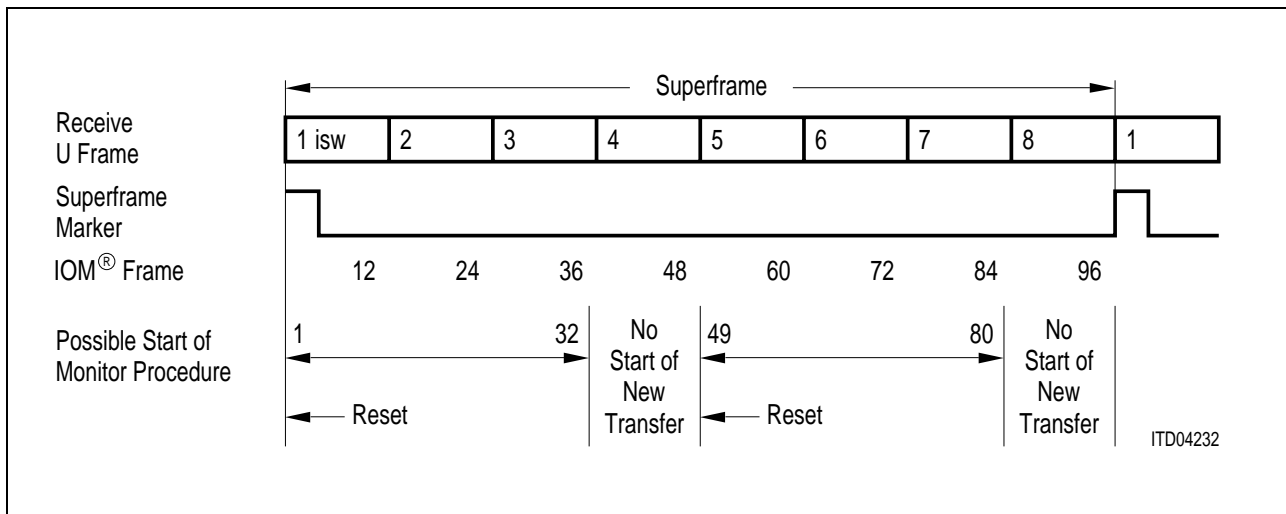 Superframe
Receive
U Frame
1 isw 2 3 4 5 6 7 8 1
Superframe
Marker
IOM® Frame 12 24 36 48 60 72 84 96
Possible Start of
Monitor Procedure
1 32
No
Start of
New
Transfer
49 80
No
Start of
New
Transfer
Reset
Reset
ITD04232